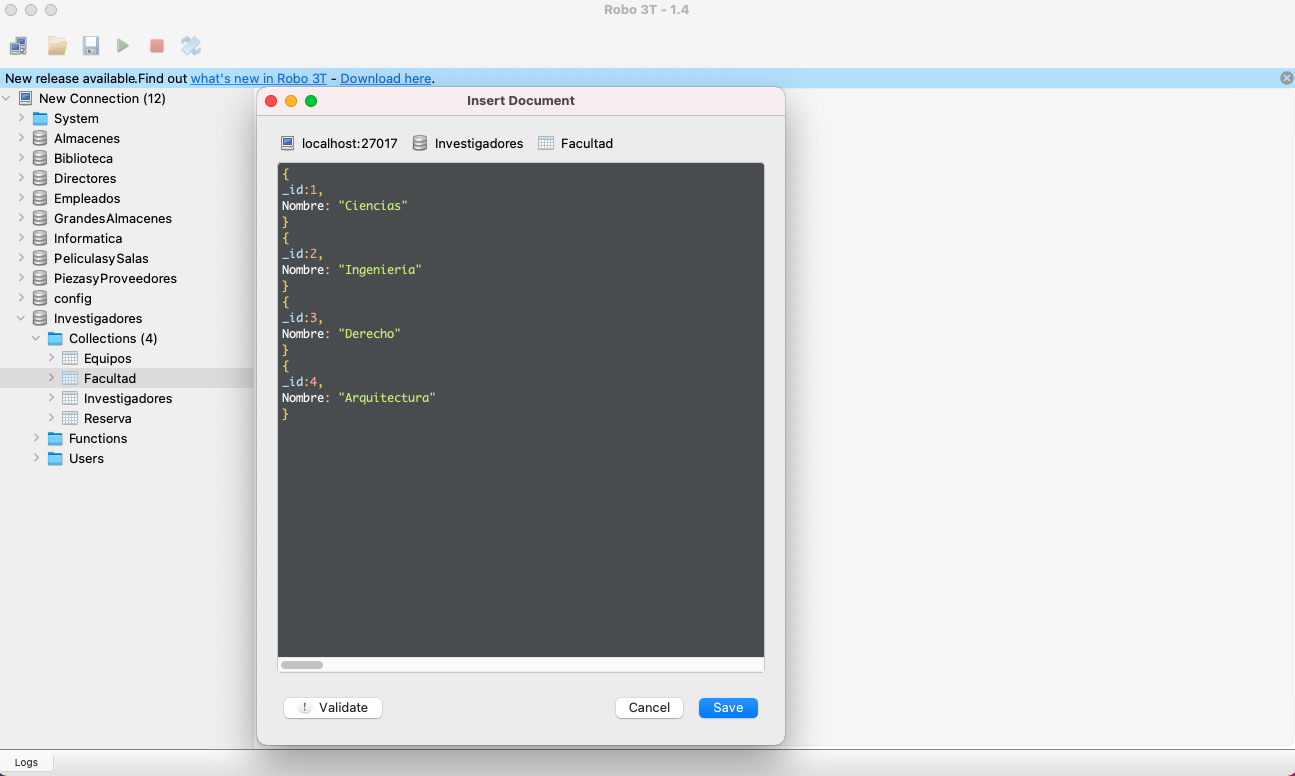 Robo 3T - 1.4
New release available.Find out what's new in Robo 3T - Download here.
New Connection (12)
System
Almacenes
Biblioteca
Directores
Empleados
GrandesAlmacenes
Informatica
PeliculasySalas
PiezasyProveedores
config
Investigadores
Collections (4)
Equipos
Facultad
Investigadores
Reserva
Functions
Users
Insert Document
localhost:27017 Investigadores Facultad
{
_id:1,
Nombre: "Ciencias"
}
{
_id:2,
Nombre: "Ingeniería"
}
{
_id:3,
Nombre: "Derecho"
}
{
_id:4,
Nombre: "Arquitectura"
}
! Validate Cancel Save
Logs